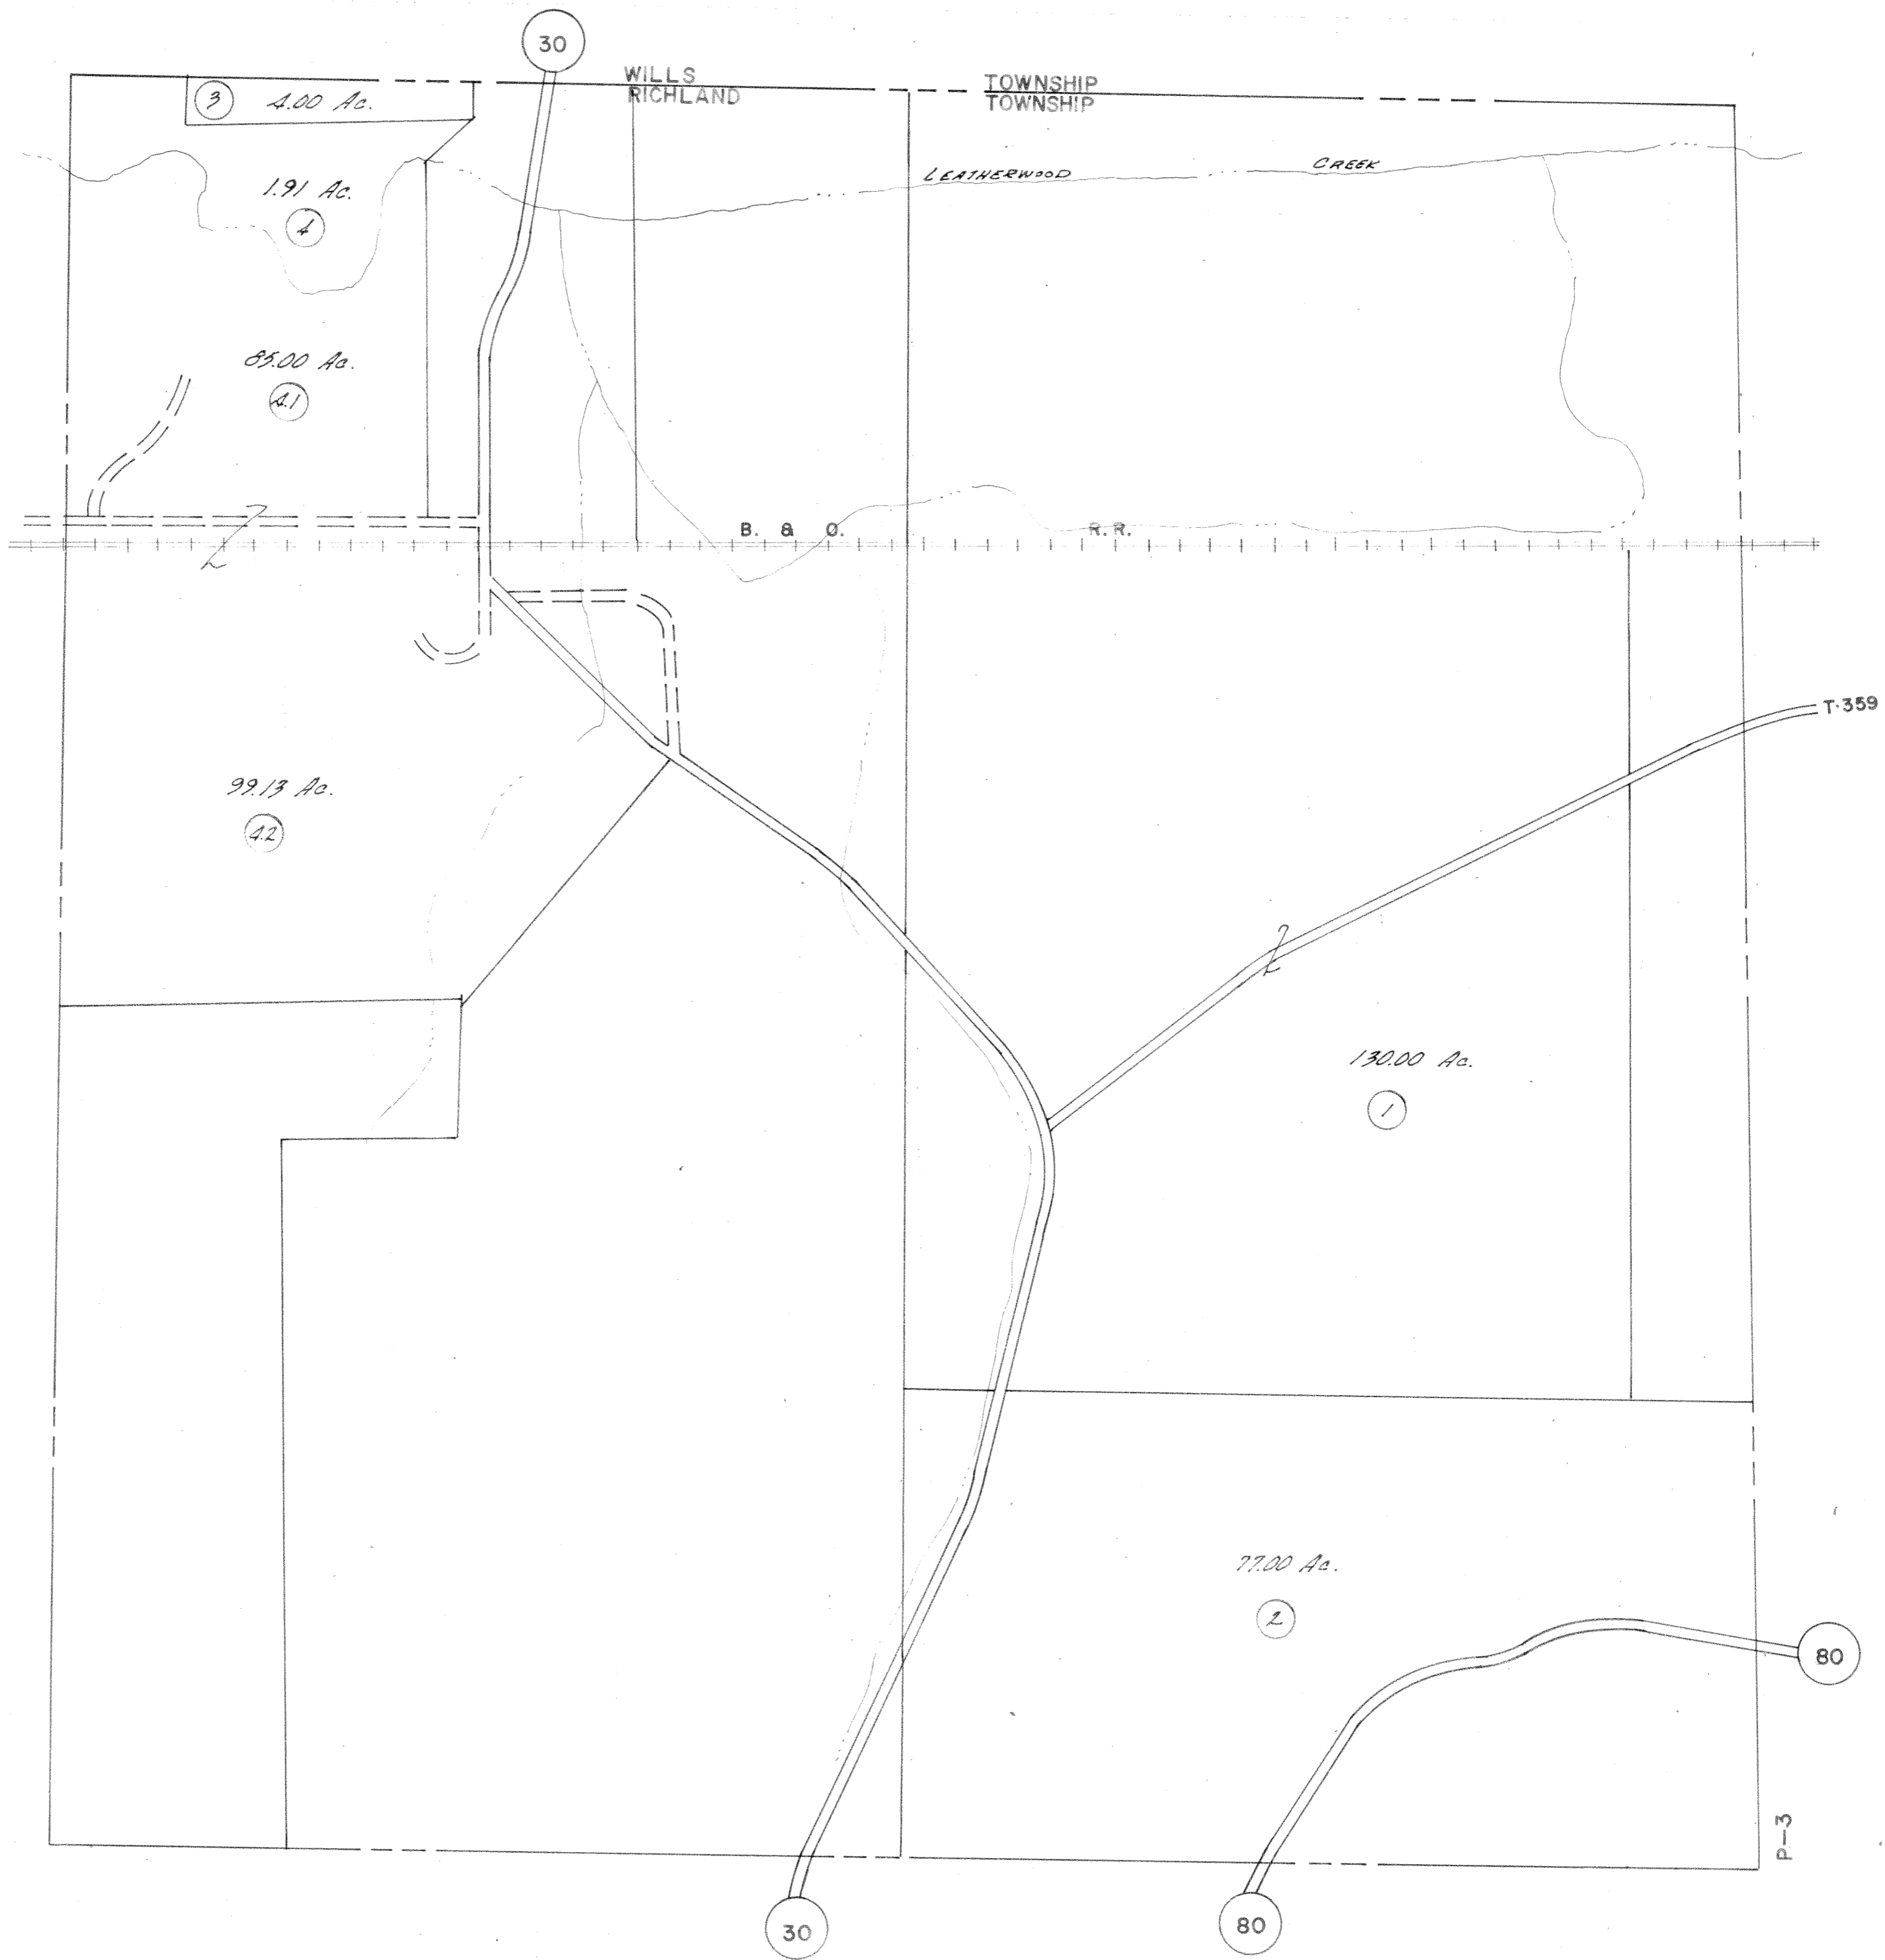 30
WILLS TOWNSHIP
RICHLAND TOWNSHIP
3 4.00 Ac.
LEATHERWOOD CREEK
1.91 Ac.
4
85.00 Ac.
4.1
B. & O. R.R.
T-359
99.13 Ac.
4.2
130.00 Ac.
1
77.00 Ac.
2
80
P-3
30
80